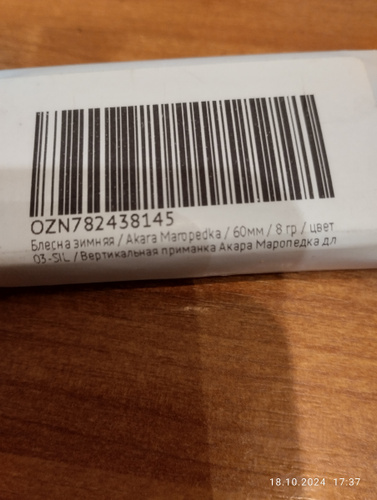 OZN782438145
Блесна зимняя / Akara Maropedka / 60мм / 8 гр / цвет
03-SIL / Вертикальная приманка Акара Маропедка дл
18.10.2024 17:37